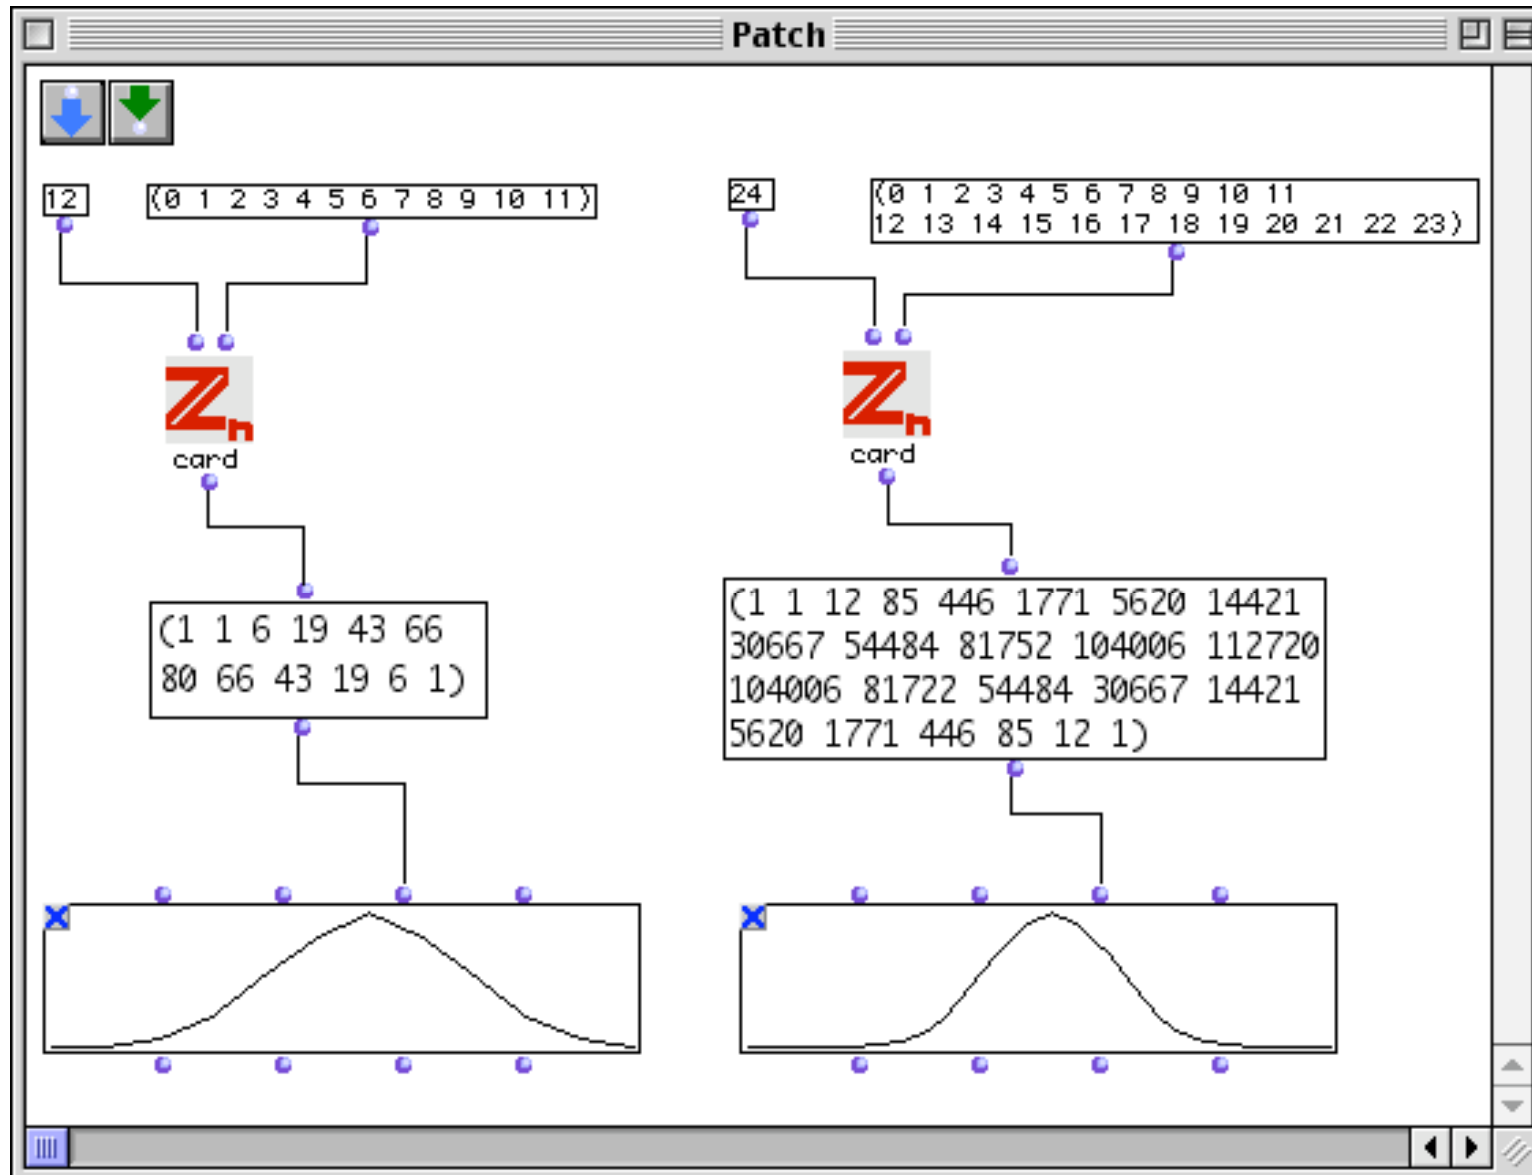 Patch
12
(0 1 2 3 4 5 6 7 8 9 10 11)
24
(0 1 2 3 4 5 6 7 8 9 10 11
12 13 14 15 16 17 18 19 20 21 22 23)
Zn
card
Zn
card
(1 1 6 19 43 66
80 66 43 19 6 1)
(1 1 12 85 446 1771 5620 14421
30667 54484 81752 104006 112720
104006 81722 54484 30667 14421
5620 1771 446 85 12 1)